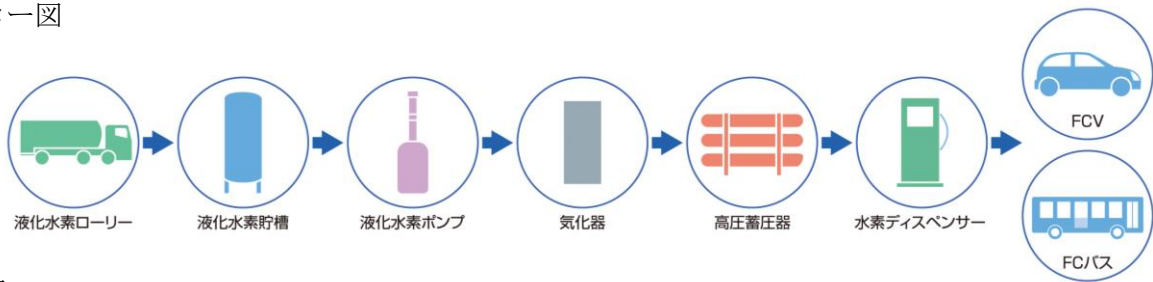 ー図
液化水素ローリー
液化水素貯槽
液化水素ポンプ
気化器
高圧蓄圧器
水素ディスペンサー
FCV
FCバス